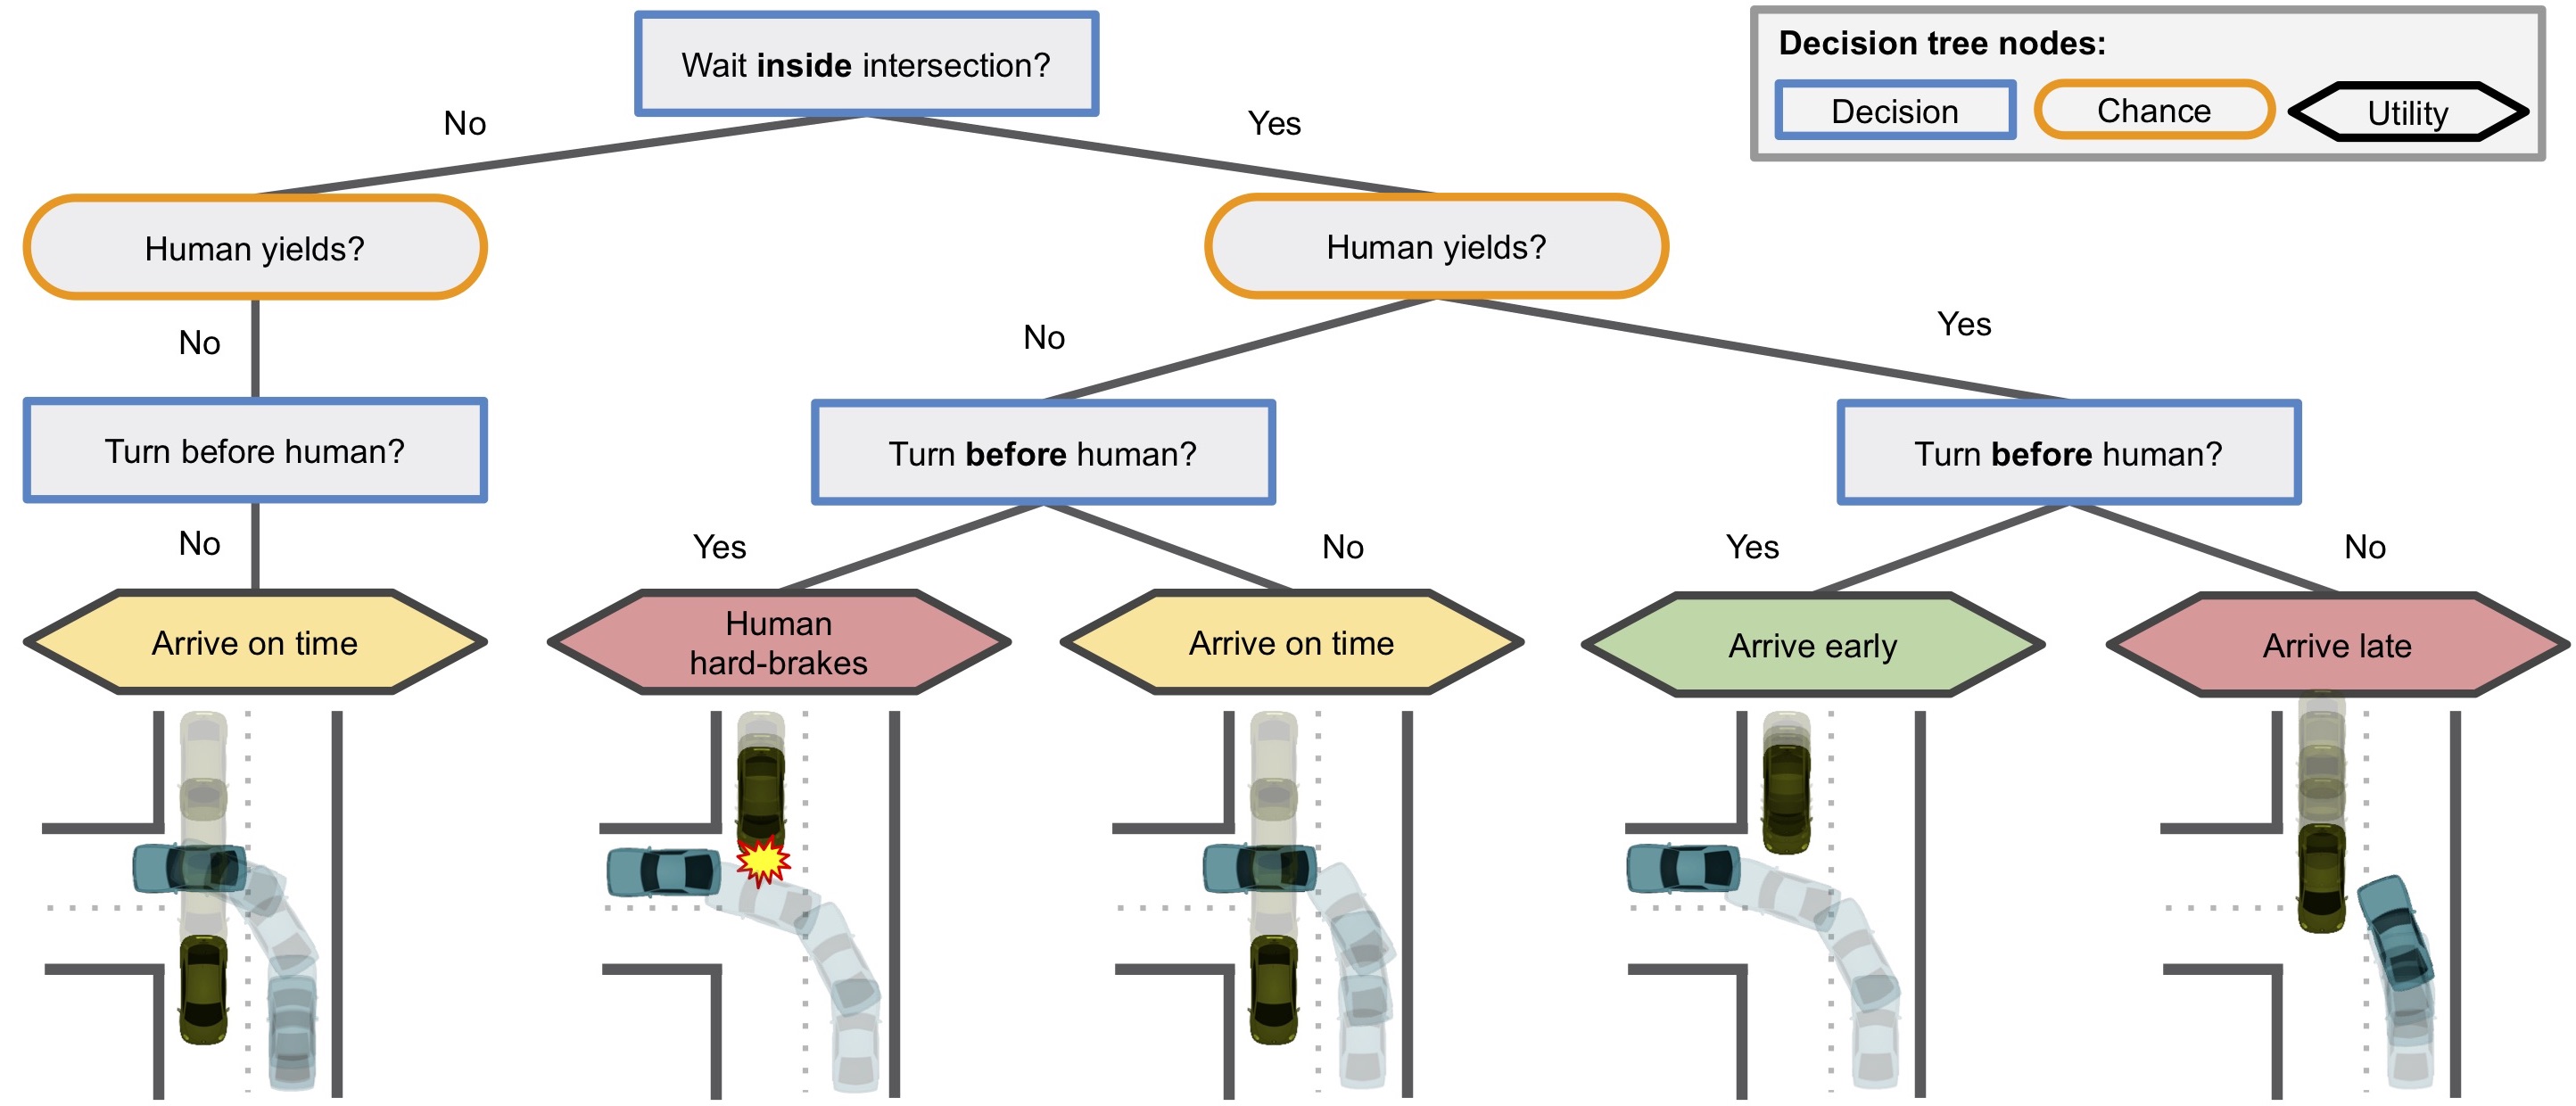 Wait inside intersection?
Decision tree nodes:
Decision
Chance
Utility
No
Yes
Human yields?
Human yields?
No
No
Yes
Turn before human?
Turn before human?
Turn before human?
No
Yes
No
Yes
No
Arrive on time
Human
hard-brakes
Arrive on time
Arrive early
Arrive late